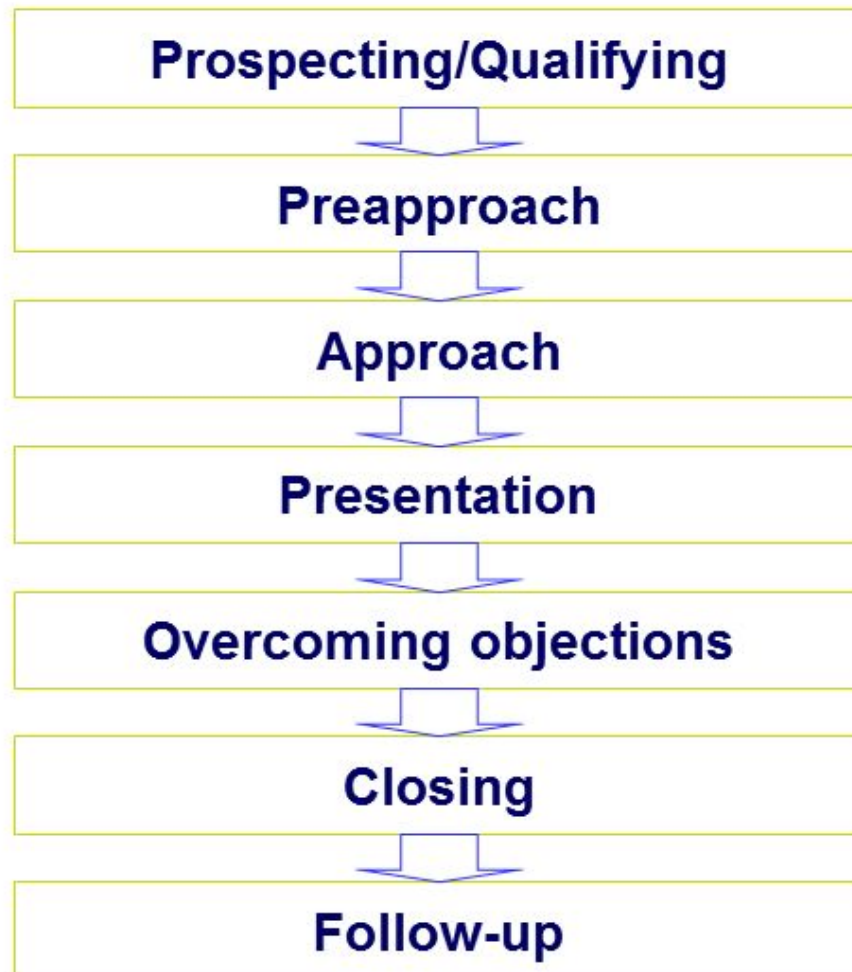 Prospecting/Qualifying
Preapproach
Approach
Presentation
Overcoming objections
Closing
Follow-up